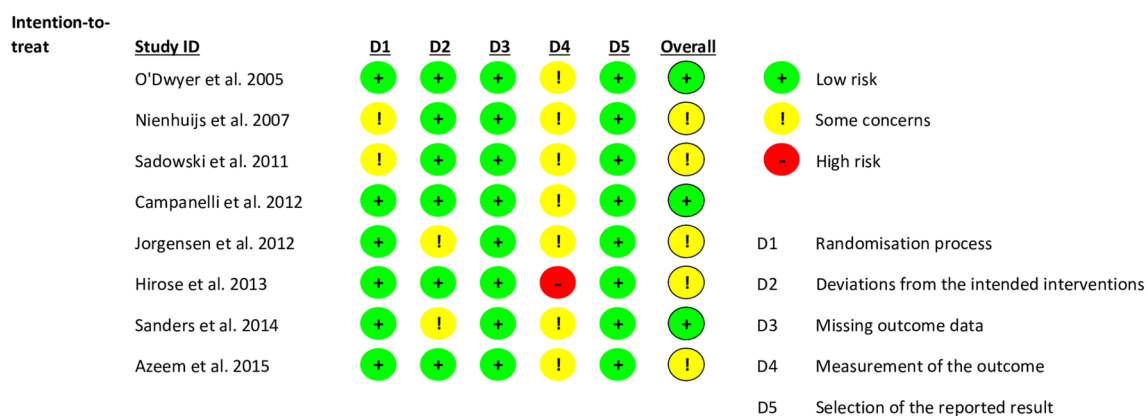 Intention-to-
treat
Study ID D1 D2 D3 D4 D5 Overall
O'Dwyer et al. 2005 + + + ! + + + Low risk
Nienhuijs et al. 2007 ! + + ! + ! ! Some concerns
Sadowski et al. 2011 ! + + ! + ! - High risk
Campanelli et al. 2012 + + + ! + +
Jorgensen et al. 2012 + ! + ! + ! D1 Randomisation process
Hirose et al. 2013 + + + - + ! D2 Deviations from the intended interventions
Sanders et al. 2014 + ! + ! + + D3 Missing outcome data
Azeem et al. 2015 + + + ! + ! D4 Measurement of the outcome
D5 Selection of the reported result